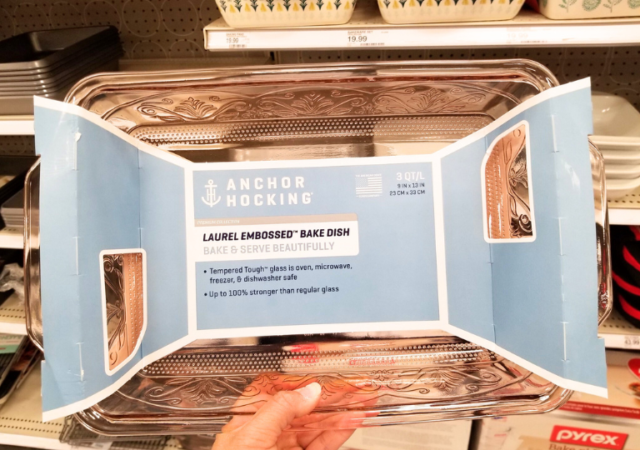 19.99
ANCHOR
HOCKING
3 QT/L
9 IN x 13 IN
23 CM x 33 CM
LAUREL EMBOSSED™ BAKE DISH
BAKE & SERVE BEAUTIFULLY
• Tempered Tough™ glass is oven, microwave,
freezer, & dishwasher safe
• Up to 100% stronger than regular glass
PYREX